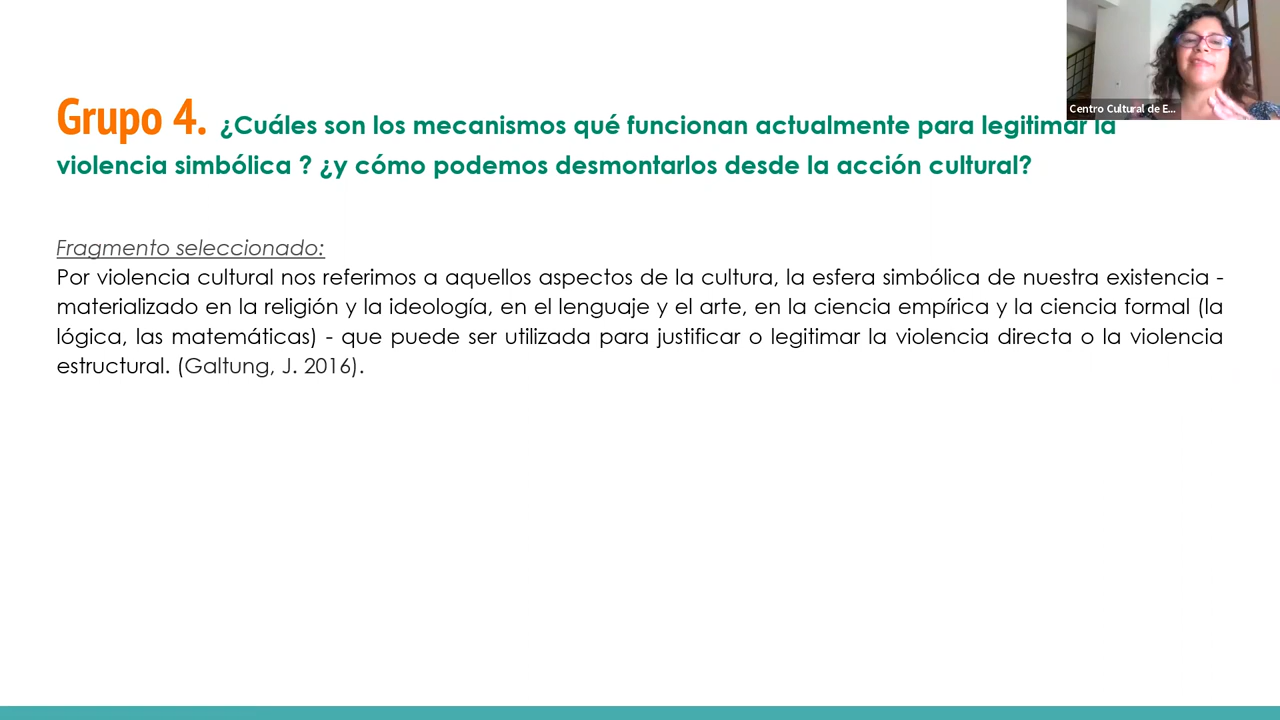 Centro Cultural de E...
Grupo 4. ¿Cuáles son los mecanismos qué funcionan actualmente para legitimar la
violencia simbólica ? ¿y cómo podemos desmontarlos desde la acción cultural?
Fragmento seleccionado:
Por violencia cultural nos referimos a aquellos aspectos de la cultura, la esfera simbólica de nuestra existencia -
materializado en la religión y la ideología, en el lenguaje y el arte, en la ciencia empírica y la ciencia formal (la
lógica, las matemáticas) - que puede ser utilizada para justificar o legitimar la violencia directa o la violencia
estructural. (Galtung, J. 2016).